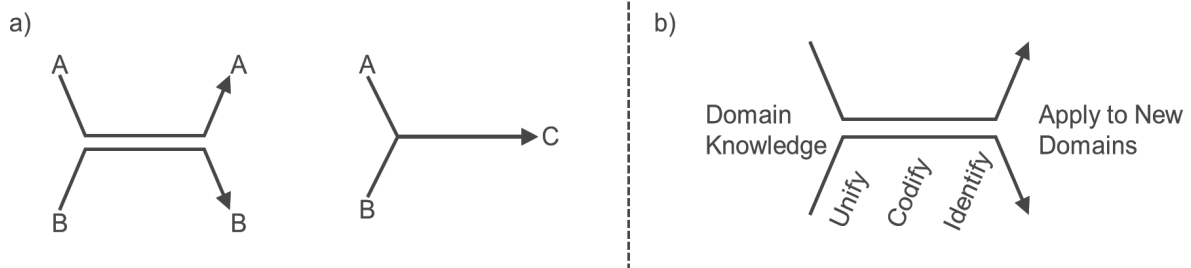 a)
A
A
B
B
A
B
C
b)
Domain
Knowledge
Unify
Codify
Identify
Apply to New
Domains